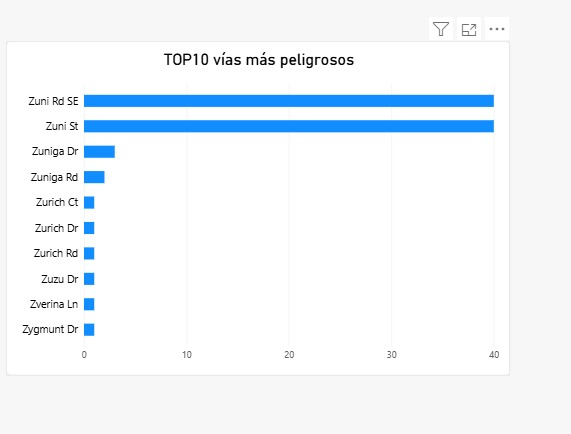 TOP10 vías más peligrosos
Zuni Rd SE
Zuni St
Zuniga Dr
Zuniga Rd
Zurich Ct
Zurich Dr
Zurich Rd
Zuzu Dr
Zverina Ln
Zygmunt Dr
0 10 20 30 40